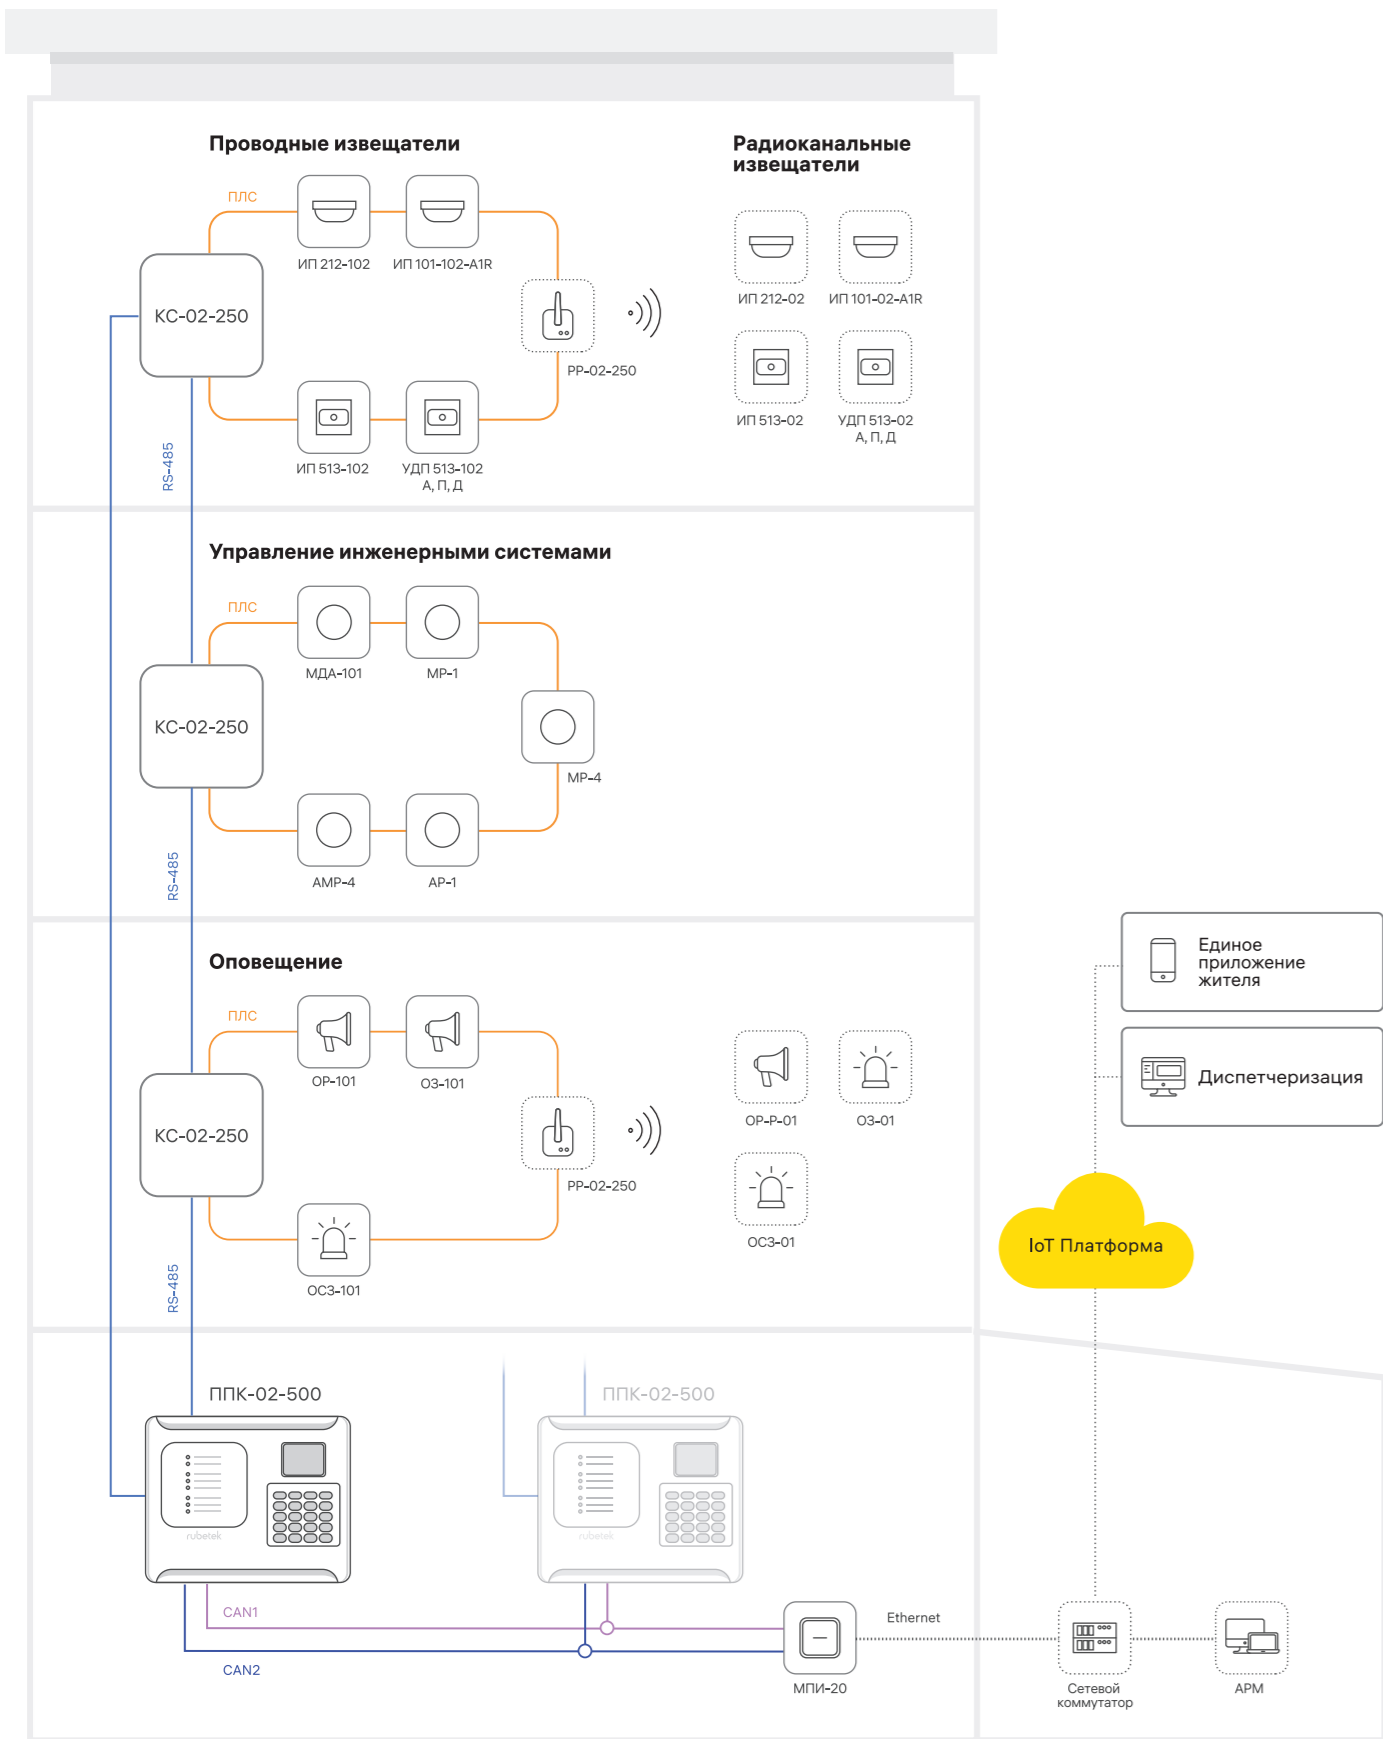 Проводные извещатели
Радиоканальные
извещатели
ПЛС
ИП 212-102
ИП 101-102-A1R
КС-02-250
РР-02-250
ИП 212-02
ИП 101-02-A1R
ИП 513-02
УДП 513-02
А, П, Д
ИП 513-102
УДП 513-102
А, П, Д
RS-485
Управление инженерными системами
ПЛС
МДА-101
МР-1
КС-02-250
МР-4
АМР-4
АР-1
RS-485
Оповещение
ПЛС
ОР-101
ОЗ-101
КС-02-250
РР-02-250
ОР-Р-01
ОЗ-01
ОСЗ-01
ОСЗ-101
RS-485
Единое
приложение
жителя
Диспетчеризация
IoT Платформа
ППК-02-500
ППК-02-500
rubetek
rubetek
CAN1
CAN2
МПИ-20
Ethernet
Сетевой
коммутатор
АРМ